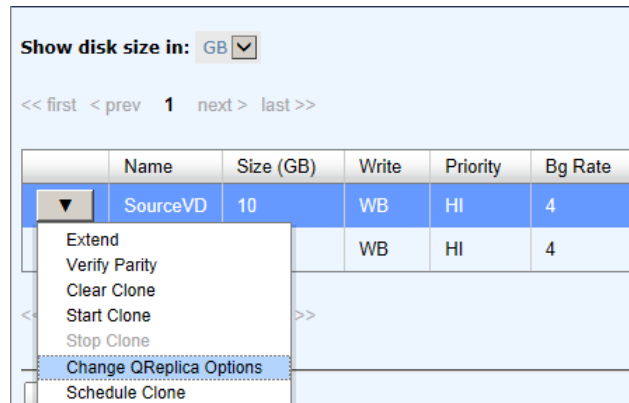 Show disk size in: GB
<< first < prev 1 next > last >>
Name Size (GB) Write Priority Bg Rate
▼ SourceVD 10 WB HI 4
WB HI 4
Extend
Verify Parity
Clear Clone
Start Clone
<< >>
Stop Clone
Change QReplica Options
Schedule Clone